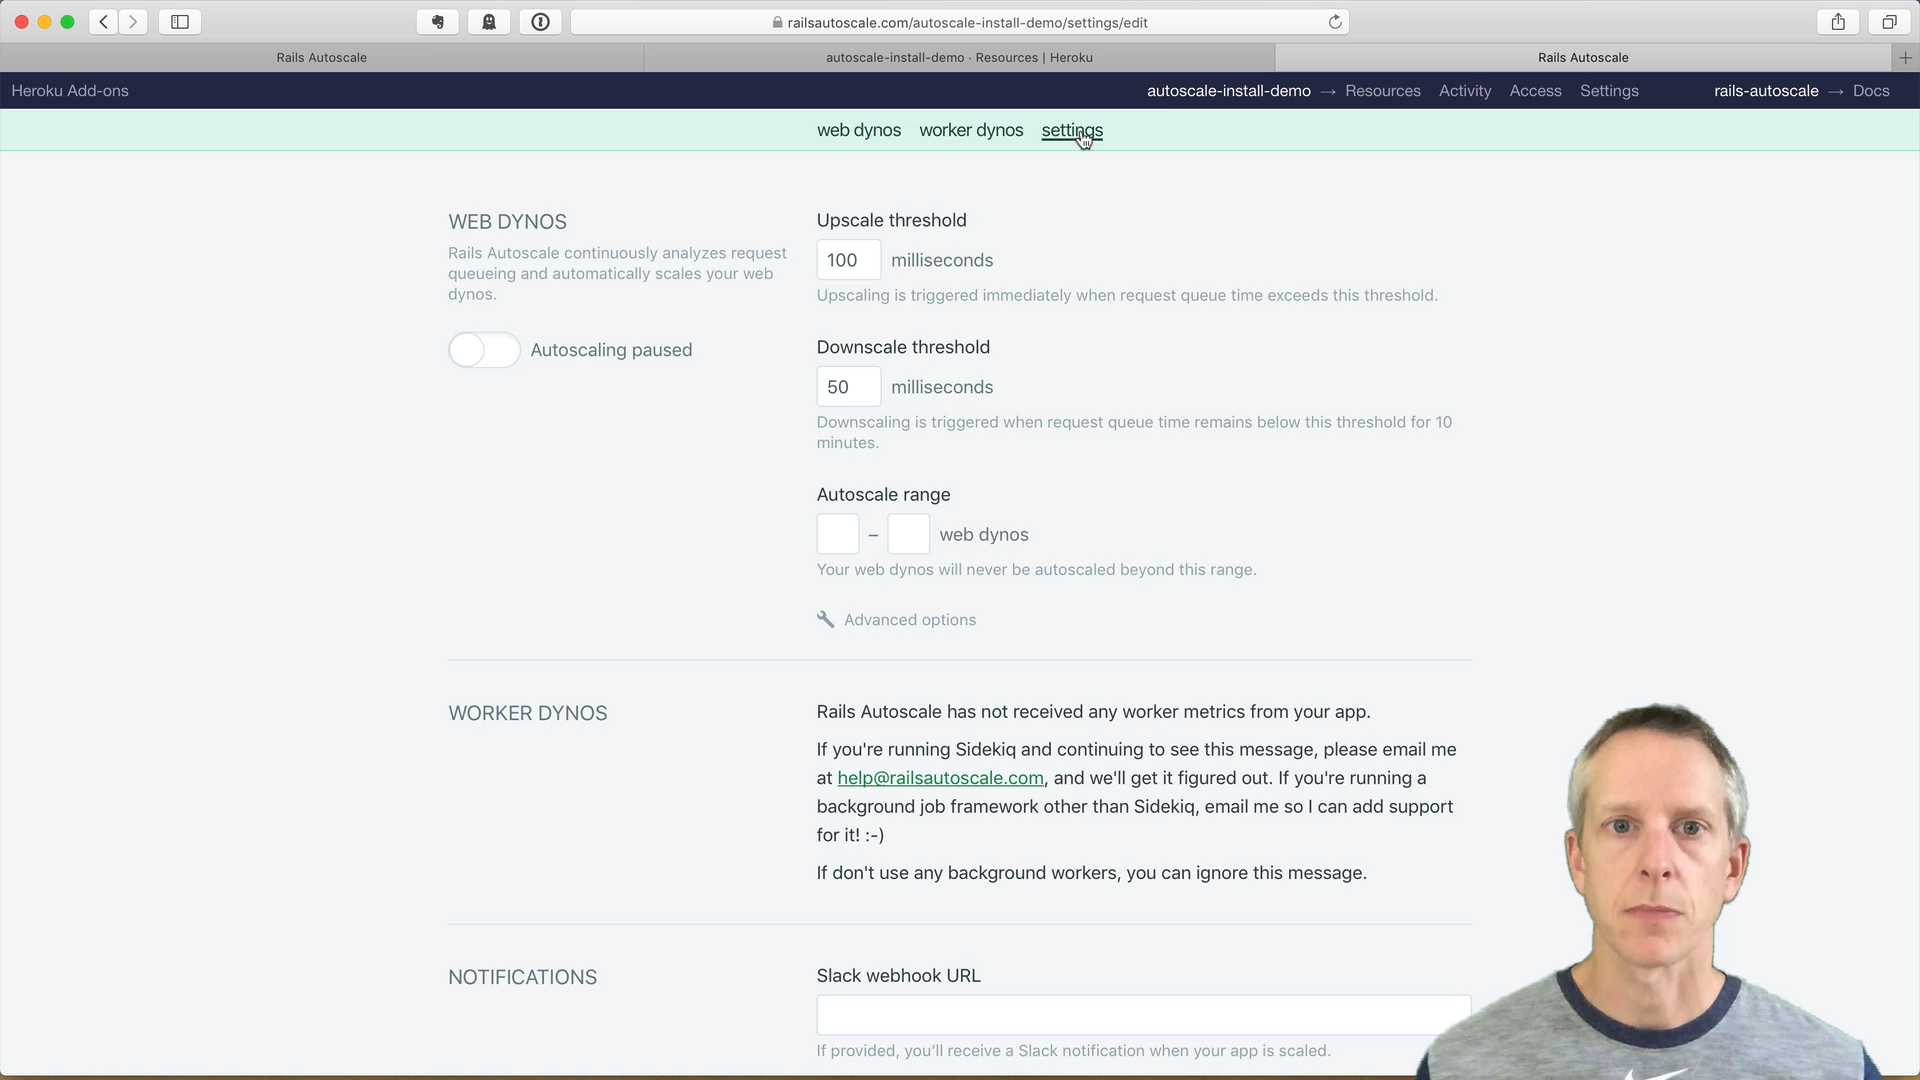 railsautoscale.com/autoscale-install-demo/settings/edit
Rails Autoscale
autoscale-install-demo · Resources | Heroku
Rails Autoscale
Heroku Add-ons
autoscale-install-demo → Resources Activity Access Settings
rails-autoscale → Docs
web dynos worker dynos settings
WEB DYNOS
Rails Autoscale continuously analyzes request
queueing and automatically scales your web
dynos.
Autoscaling paused
Upscale threshold
100 milliseconds
Upscaling is triggered immediately when request queue time exceeds this threshold.
Downscale threshold
50 milliseconds
Downscaling is triggered when request queue time remains below this threshold for 10
minutes.
Autoscale range
– web dynos
Your web dynos will never be autoscaled beyond this range.
Advanced options
WORKER DYNOS
Rails Autoscale has not received any worker metrics from your app.
If you're running Sidekiq and continuing to see this message, please email me
at help@railsautoscale.com, and we'll get it figured out. If you're running a
background job framework other than Sidekiq, email me so I can add support
for it! :-)
If don't use any background workers, you can ignore this message.
NOTIFICATIONS
Slack webhook URL
If provided, you’ll receive a Slack notification when your app is scaled.